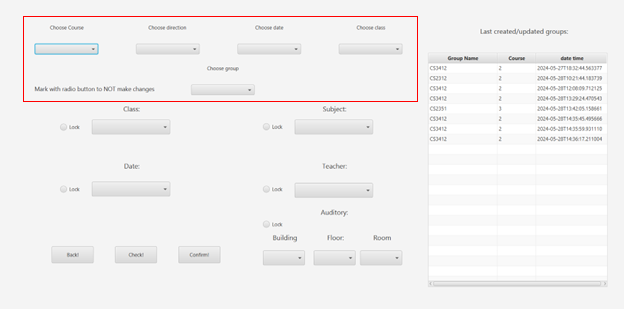 Choose Course Choose direction Choose date Choose class
Choose group
Mark with radio button to NOT make changes
Class: Subject:
Lock Lock
Date: Teacher:
Lock Lock
Auditory:
Lock
Building Floor: Room
Back! Check! Confirm!
Last created/updated groups:
Group Name Course date time
CS3412 2 2024-05-27T18:32:44.563377
CS2312 2 2024-05-28T10:21:44.183739
CS3412 2 2024-05-28T12:08:09.712125
CS3412 2 2024-05-28T13:29:24.470543
CS2351 3 2024-05-28T13:42:05.158661
CS3412 2 2024-05-28T14:35:45.495666
CS3412 2 2024-05-28T14:35:59.831110
CS3412 2 2024-05-28T14:36:17.211004